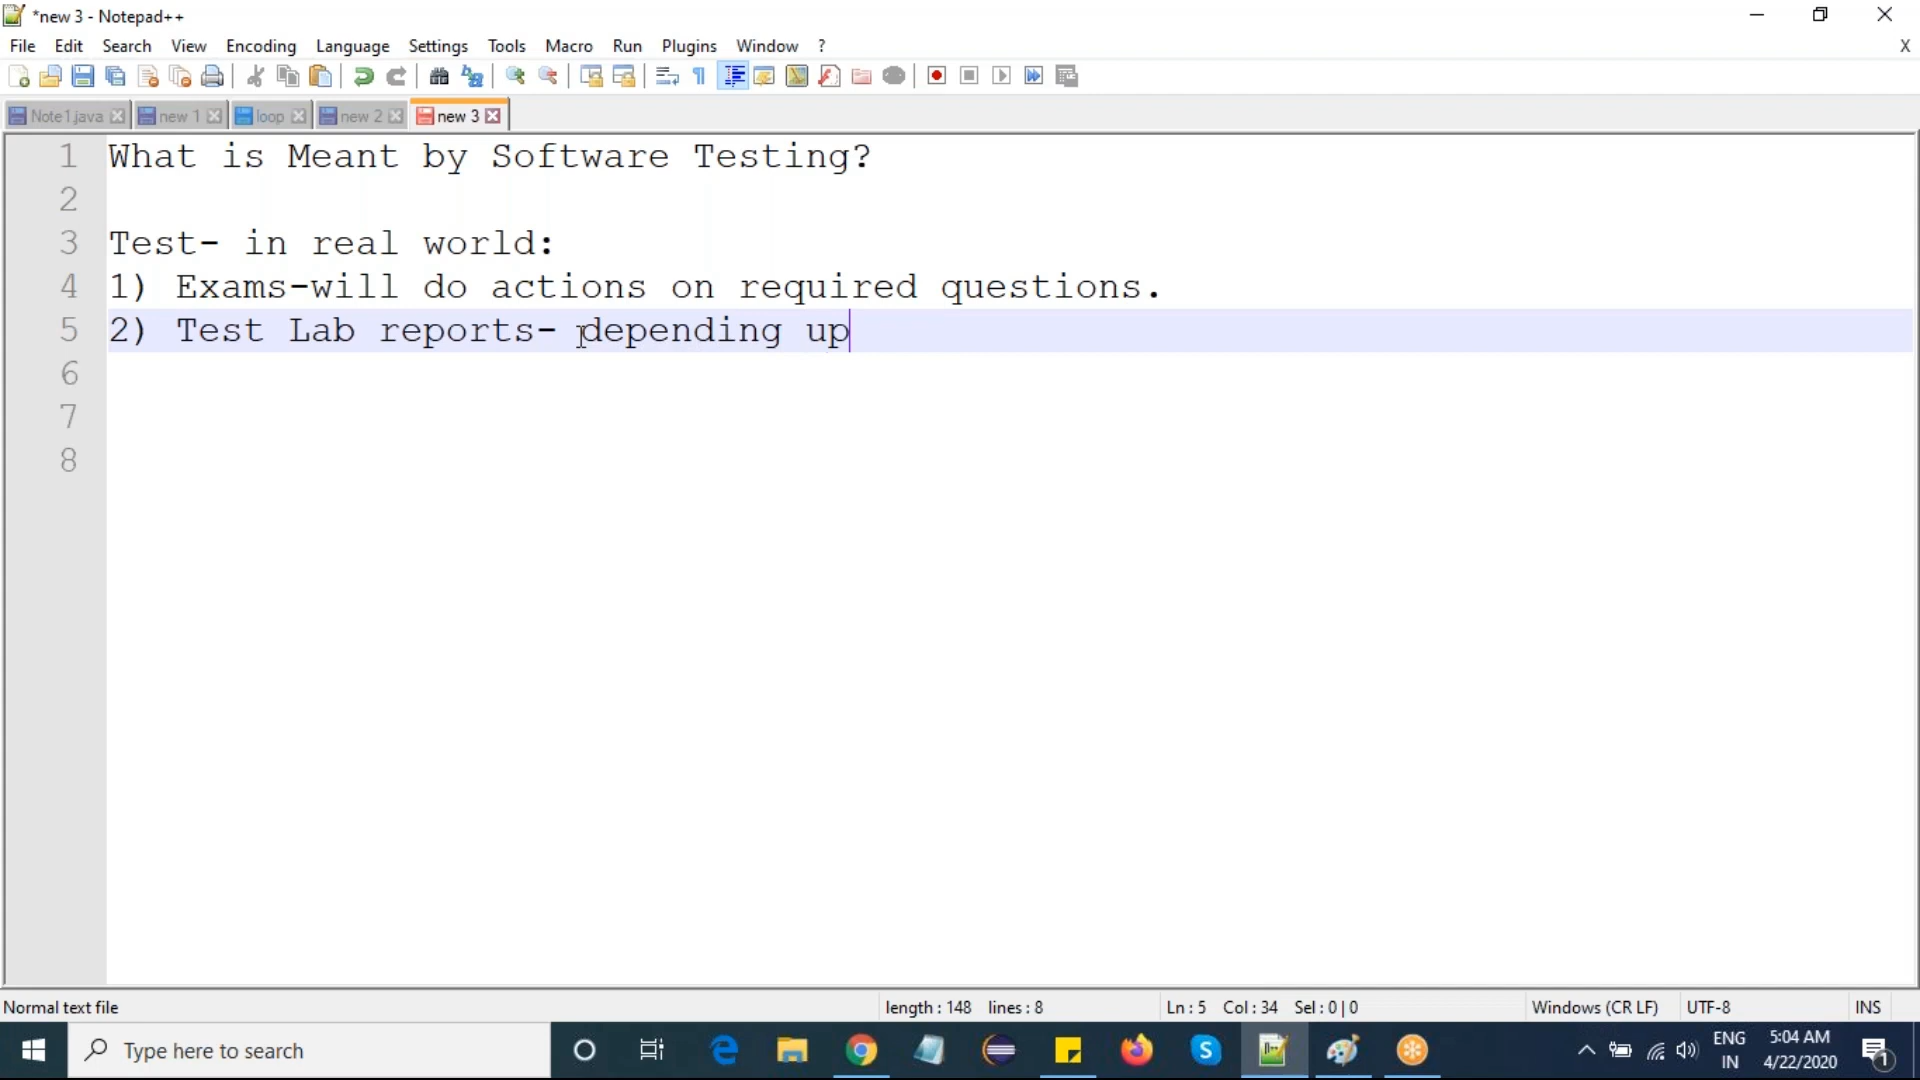 *new 3 - Notepad++
File Edit Search View Encoding Language Settings Tools Macro Run Plugins Window ? X
Note1.java new 1 loop new 2 new 3
1 What is Meant by Software Testing?
2
3 Test- in real world:
4 1) Exams-will do actions on required questions.
5 2) Test Lab reports- depending up
6
7
8
Normal text file length : 148 lines : 8 Ln : 5 Col : 34 Sel : 0 | 0 Windows (CR LF) UTF-8 INS
Type here to search ENG 5:04 AM
IN 4/22/2020 1